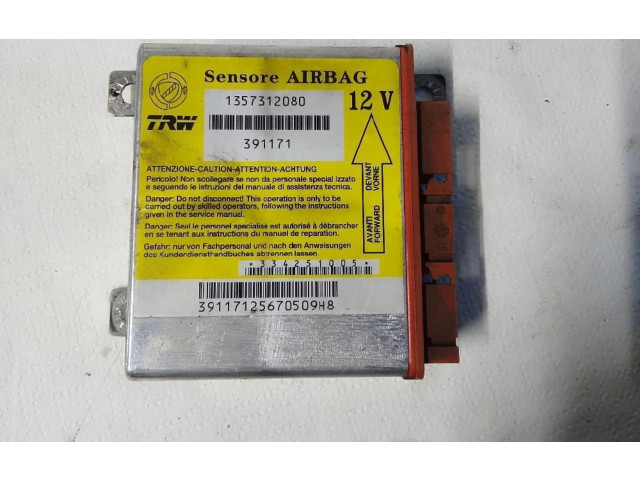 Sensore AIRBAG
1357312080
12 V
TRW
391171
ATTENZIONE-CAUTION-ATTENTION-ACHTUNG
Pericolo! Non scollegare se non da personale special izzato
e seguendo le istruzioni del manuale di assistenza tecnica.
Danger: Do not disconnect! This operation is only to be
carried out by skilled operators, following the instructions
given in the service manual.
Danger: Seul le personel specialise est autorisé à débrancher
en se tenant aux instructions du manuel de reparation.
Gefahr: nur von Fachpersonal und nach den Anweisungen
des Kundendiensthandbuches abtrennen lassen.
DEVANT
VORNE
AVANTI
FORWARD
*334251005*
39117125670509H8